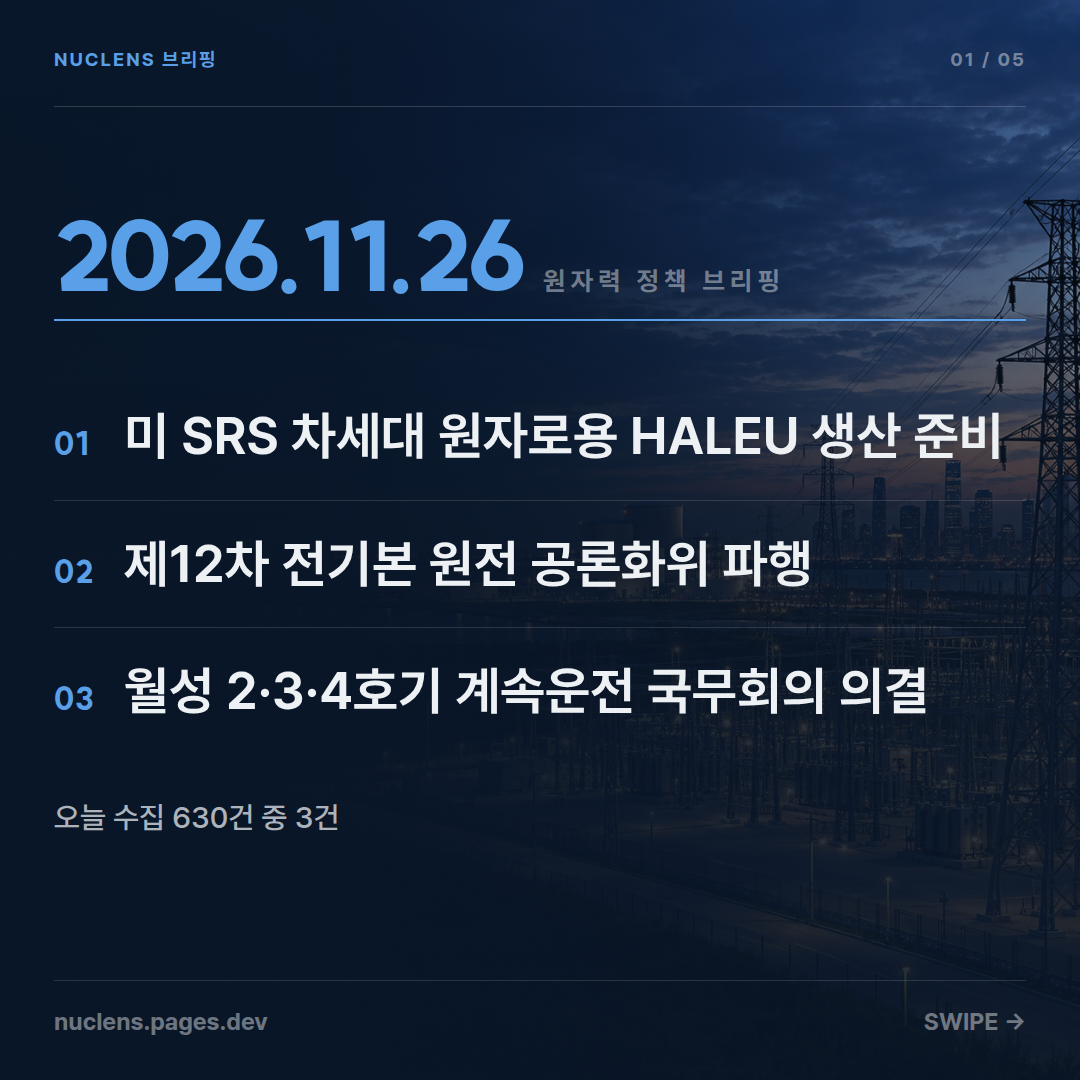 NUCLENS 브리핑
01 / 05
2026.11.26 원자력 정책 브리핑
01 미 SRS 차세대 원자로용 HALEU 생산 준비
02 제12차 전기본 원전 공론화위 파행
03 월성 2·3·4호기 계속운전 국무회의 의결
오늘 수집 630건 중 3건
nuclens.pages.dev
SWIPE →